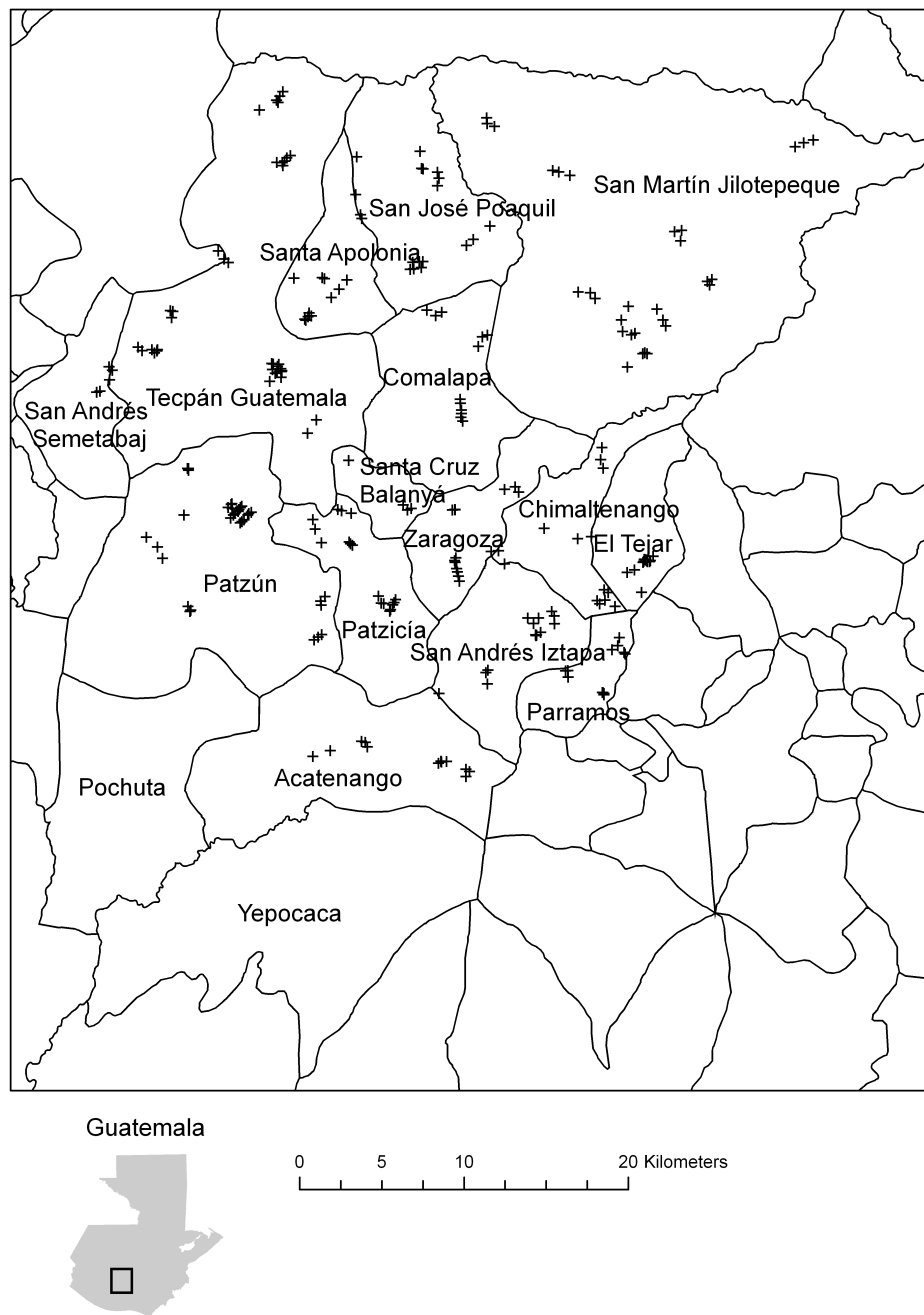 San Martín Jilotepeque
San José Poaquil
Santa Apolonia
Comalapa
Tecpán Guatemala
San Andrés
Semetabaj
Santa Cruz
Balanyá
Chimaltenango
Zaragoza
El Tejar
Patzún
Patzicía
San Andrés Iztapa
Parramos
Acatenango
Pochuta
Yepocaca
Guatemala
0 5 10 20 Kilometers